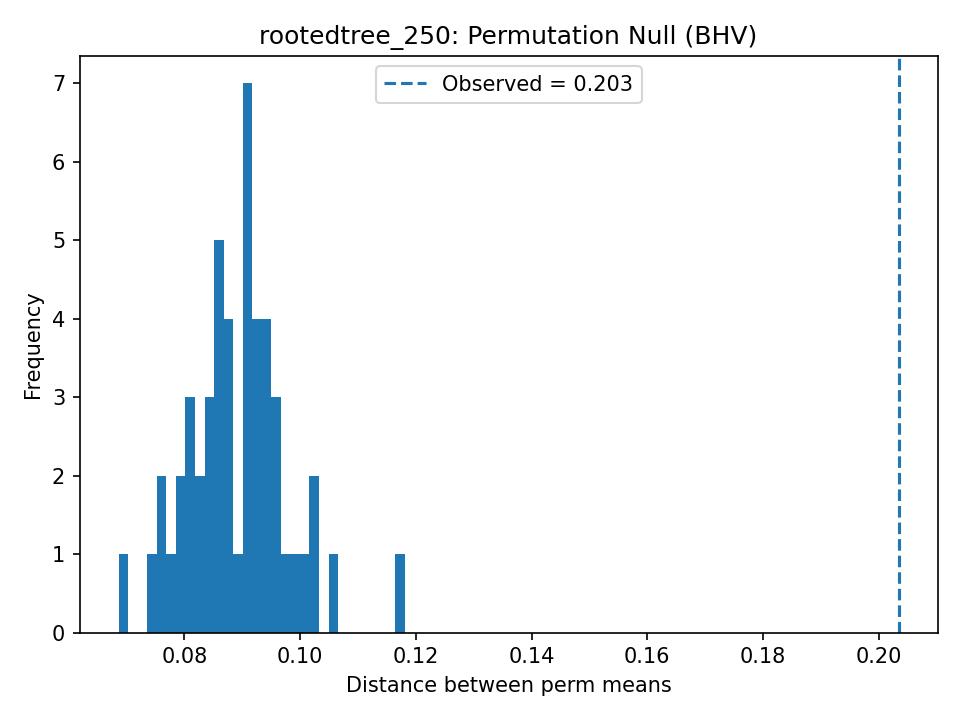 rootedtree_250: Permutation Null (BHV)
Observed = 0.203
7
6
5
4
3
2
1
0
Frequency
0.08 0.10 0.12 0.14 0.16 0.18 0.20
Distance between perm means